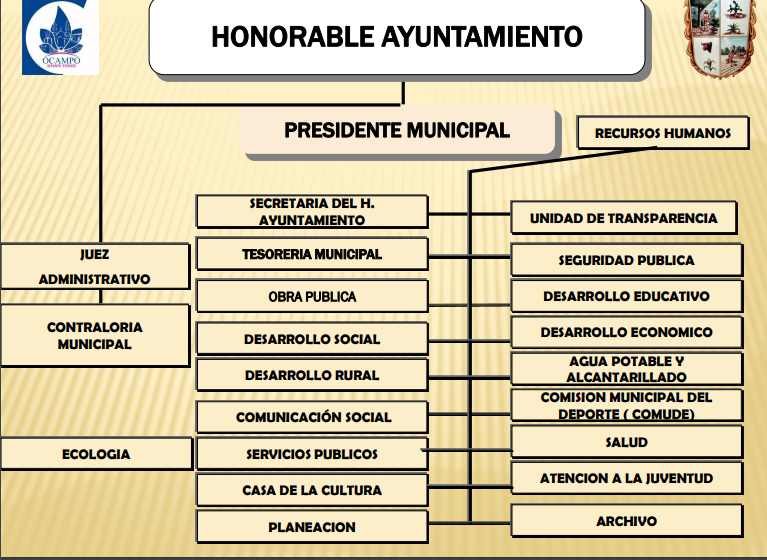 HONORABLE AYUNTAMIENTO
OCAMPO
PRESIDENTE MUNICIPAL
RECURSOS HUMANOS
SECRETARIA DEL H.
AYUNTAMIENTO
UNIDAD DE TRANSPARENCIA
JUEZ
ADMINISTRATIVO
TESORERIA MUNICIPAL
SEGURIDAD PUBLICA
OBRA PUBLICA
DESARROLLO EDUCATIVO
CONTRALORIA
MUNICIPAL
DESARROLLO SOCIAL
DESARROLLO ECONOMICO
DESARROLLO RURAL
AGUA POTABLE Y
ALCANTARILLADO
COMUNICACIÓN SOCIAL
COMISION MUNICIPAL DEL
DEPORTE ( COMUDE)
ECOLOGIA
SERVICIOS PUBLICOS
SALUD
CASA DE LA CULTURA
ATENCION A LA JUVENTUD
PLANEACION
ARCHIVO